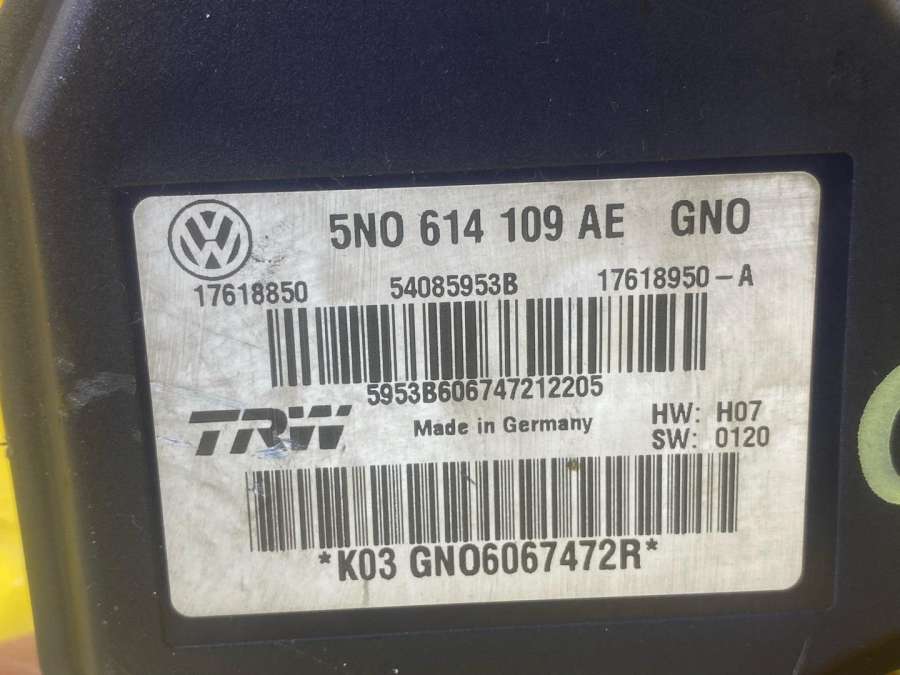 5N0 614 109 AE GNO
17618850 54085953B 17618950-A
5953B606747212205
TRW Made in Germany HW: H07
SW: 0120
*K03 GNO6067472R*